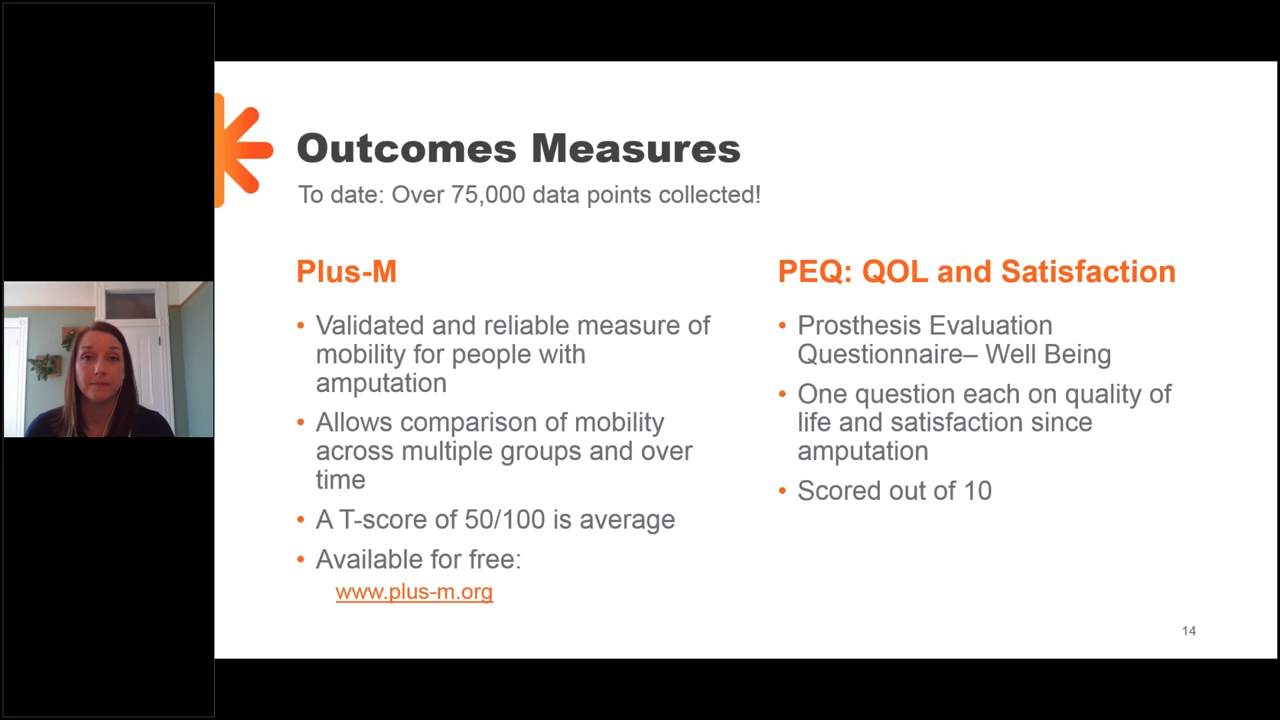 Outcomes Measures
To date: Over 75,000 data points collected!
Plus-M
• Validated and reliable measure of
mobility for people with
amputation
• Allows comparison of mobility
across multiple groups and over
time
• A T-score of 50/100 is average
• Available for free:
www.plus-m.org
PEQ: QOL and Satisfaction
• Prosthesis Evaluation
Questionnaire– Well Being
• One question each on quality of
life and satisfaction since
amputation
• Scored out of 10
14